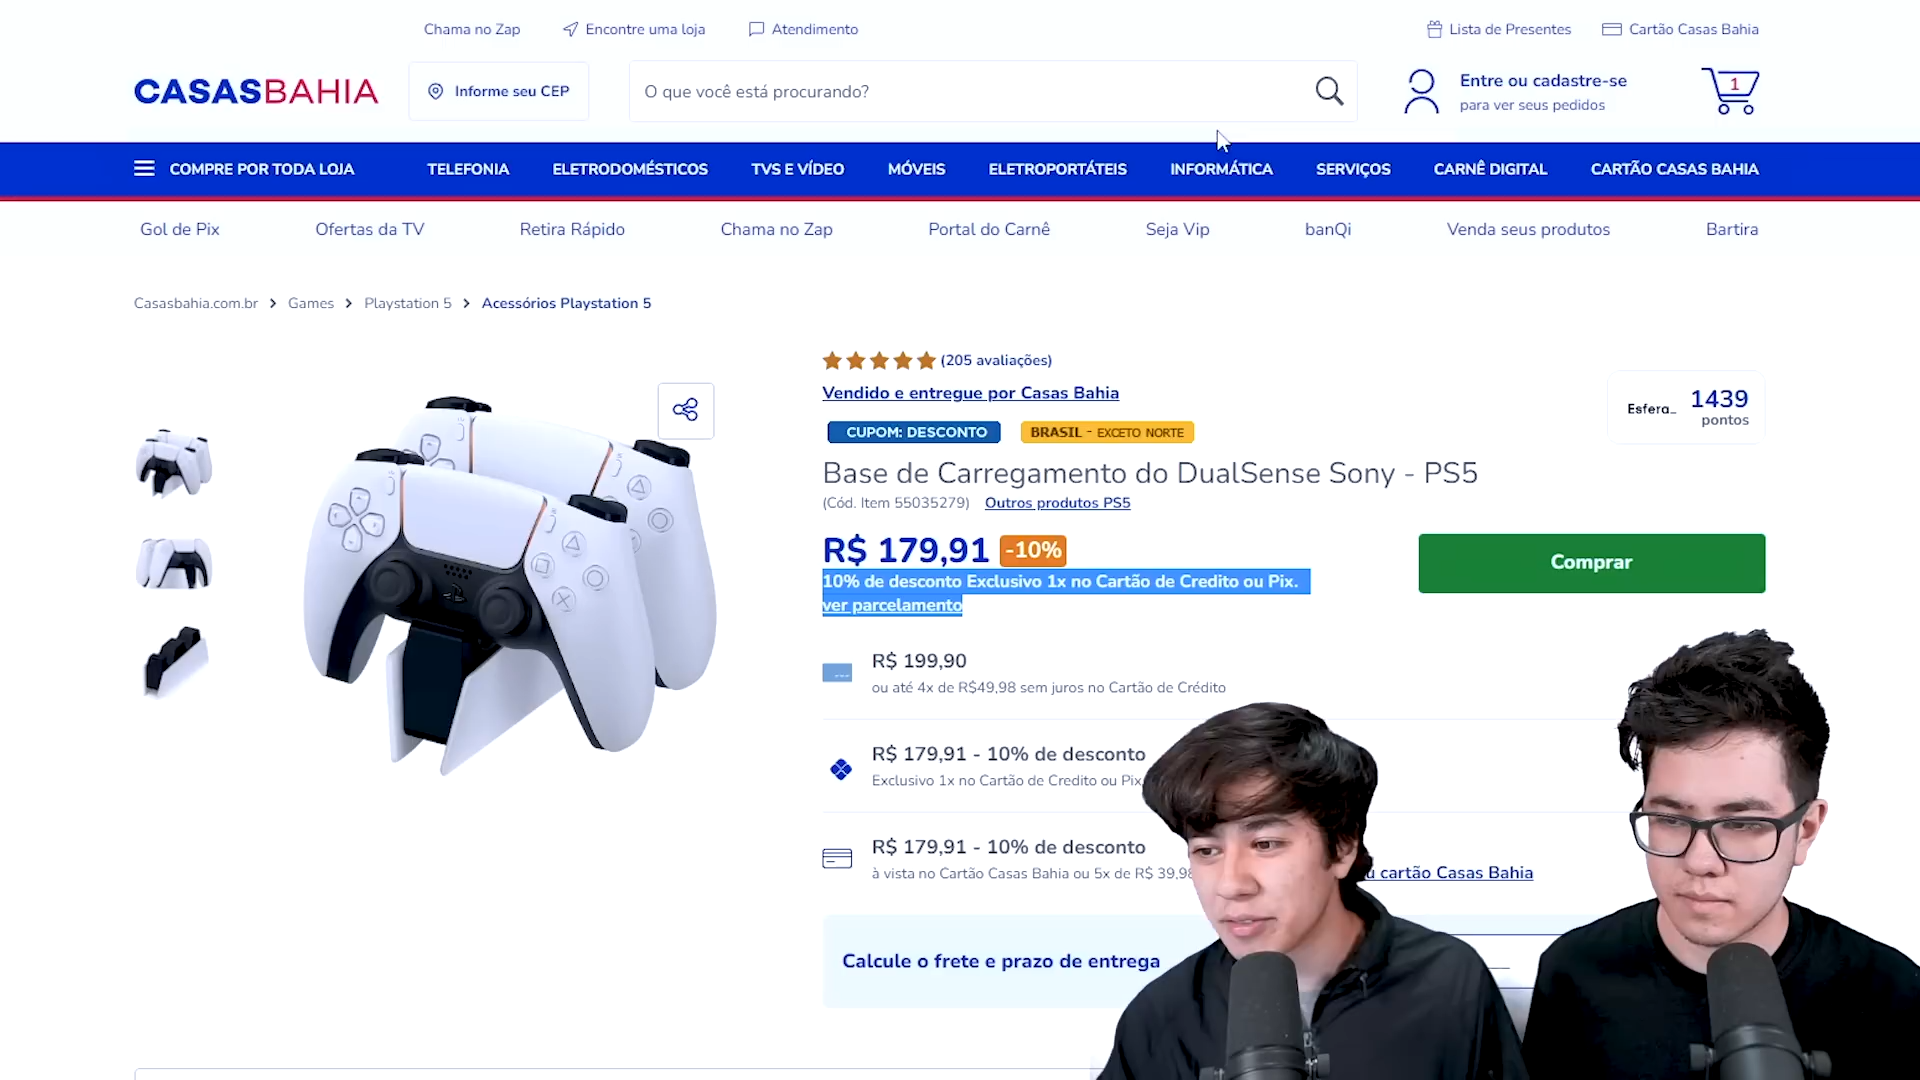 Chama no Zap
Encontre uma loja
Atendimento
Lista de Presentes
Cartão Casas Bahia
CASASBAHIA
Informe seu CEP
O que você está procurando?
Entre ou cadastre-se
para ver seus pedidos
1
COMPRE POR TODA LOJA
TELEFONIA
ELETRODOMÉSTICOS
TVS E VÍDEO
MÓVEIS
ELETROPORTÁTEIS
INFORMÁTICA
SERVIÇOS
CARNÊ DIGITAL
CARTÃO CASAS BAHIA
Gol de Pix
Ofertas da TV
Retira Rápido
Chama no Zap
Portal do Carnê
Seja Vip
banQi
Venda seus produtos
Bartira
Casasbahia.com.br > Games > Playstation 5 > Acessórios Playstation 5
(205 avaliações)
Vendido e entregue por Casas Bahia
CUPOM: DESCONTO
BRASIL - EXCETO NORTE
Esfera_
1439
pontos
Base de Carregamento do DualSense Sony - PS5
(Cód. Item 55035279) Outros produtos PS5
R$ 179,91 -10%
10% de desconto Exclusivo 1x no Cartão de Credito ou Pix.
ver parcelamento
Comprar
R$ 199,90
ou até 4x de R$49,98 sem juros no Cartão de Crédito
R$ 179,91 - 10% de desconto
Exclusivo 1x no Cartão de Credito ou Pix
R$ 179,91 - 10% de desconto
à vista no Cartão Casas Bahia ou 5x de R$ 39,98
cartão Casas Bahia
Calcule o frete e prazo de entrega